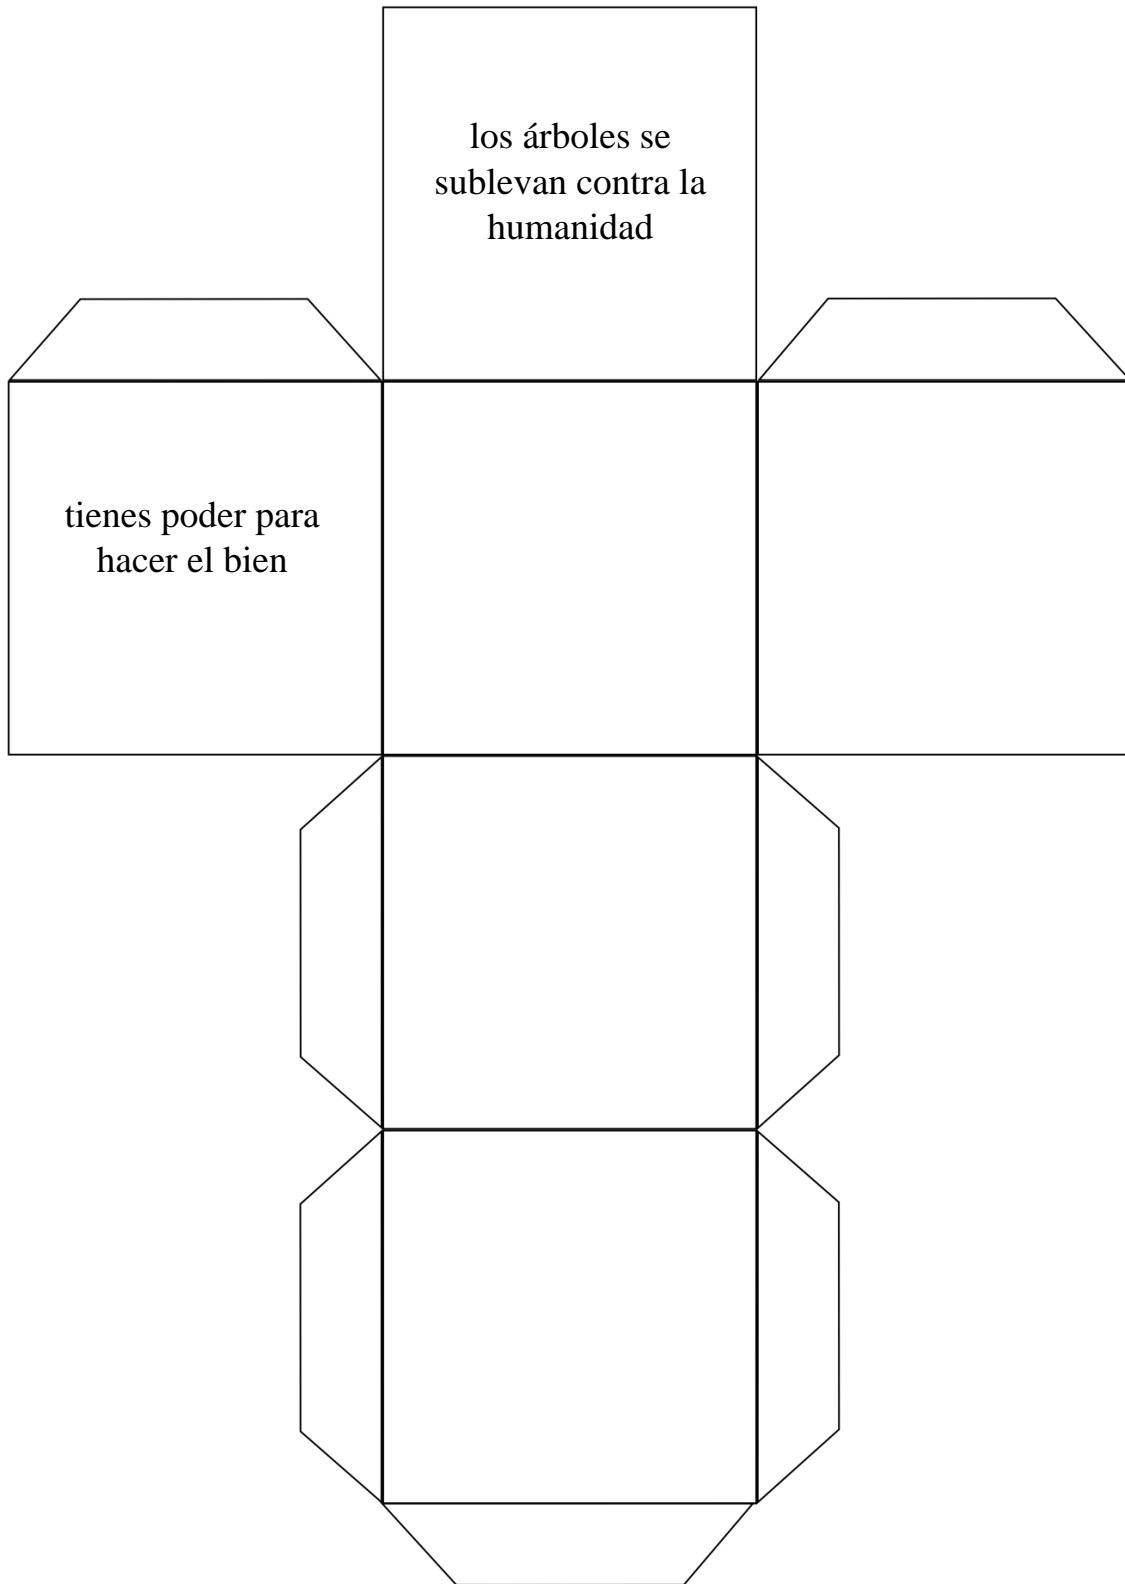 los árboles se
sublevan contra la
humanidad
tienes poder para
hacer el bien